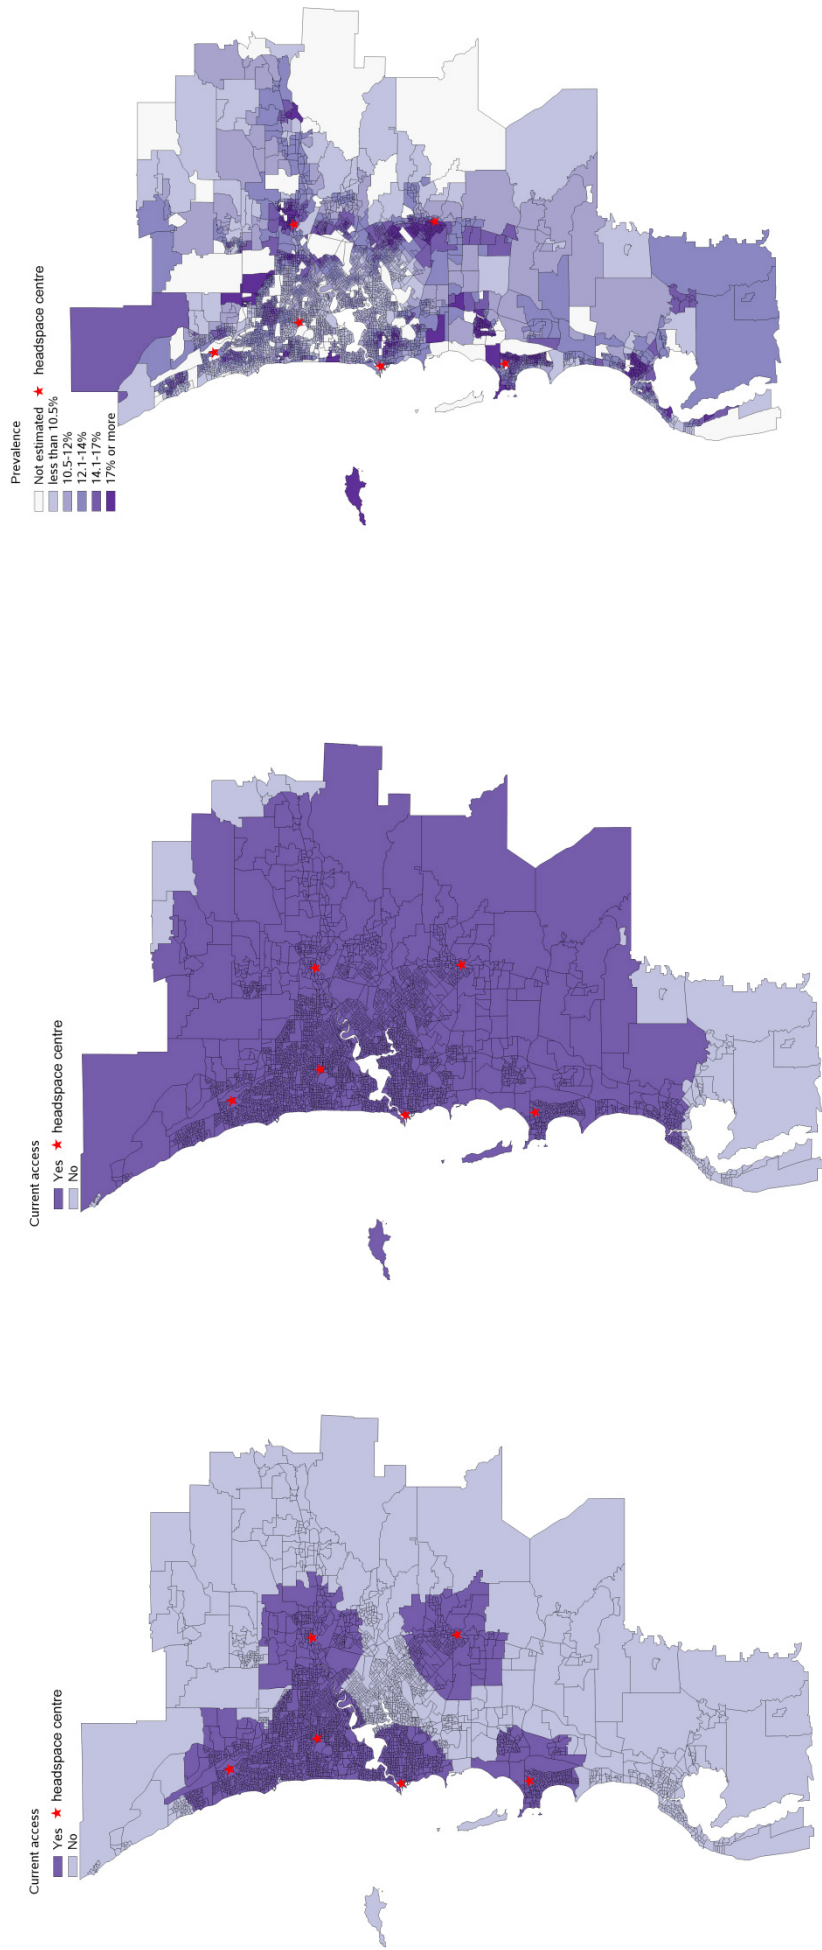 Prevalence
Not estimated headspace centre
less than 10.5%
10.5-12%
12.1-14%
14.1-17%
17% or more
Current access
Yes headspace centre
No
Current access
Yes headspace centre
No